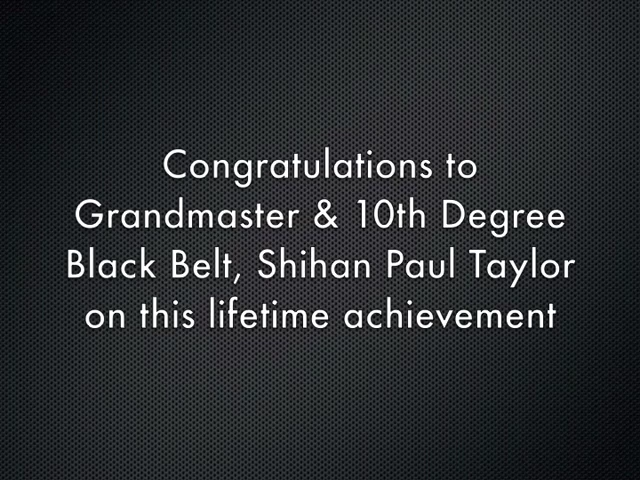 Congratulations to
Grandmaster & 10th Degree
Black Belt, Shihan Paul Taylor
on this lifetime achievement